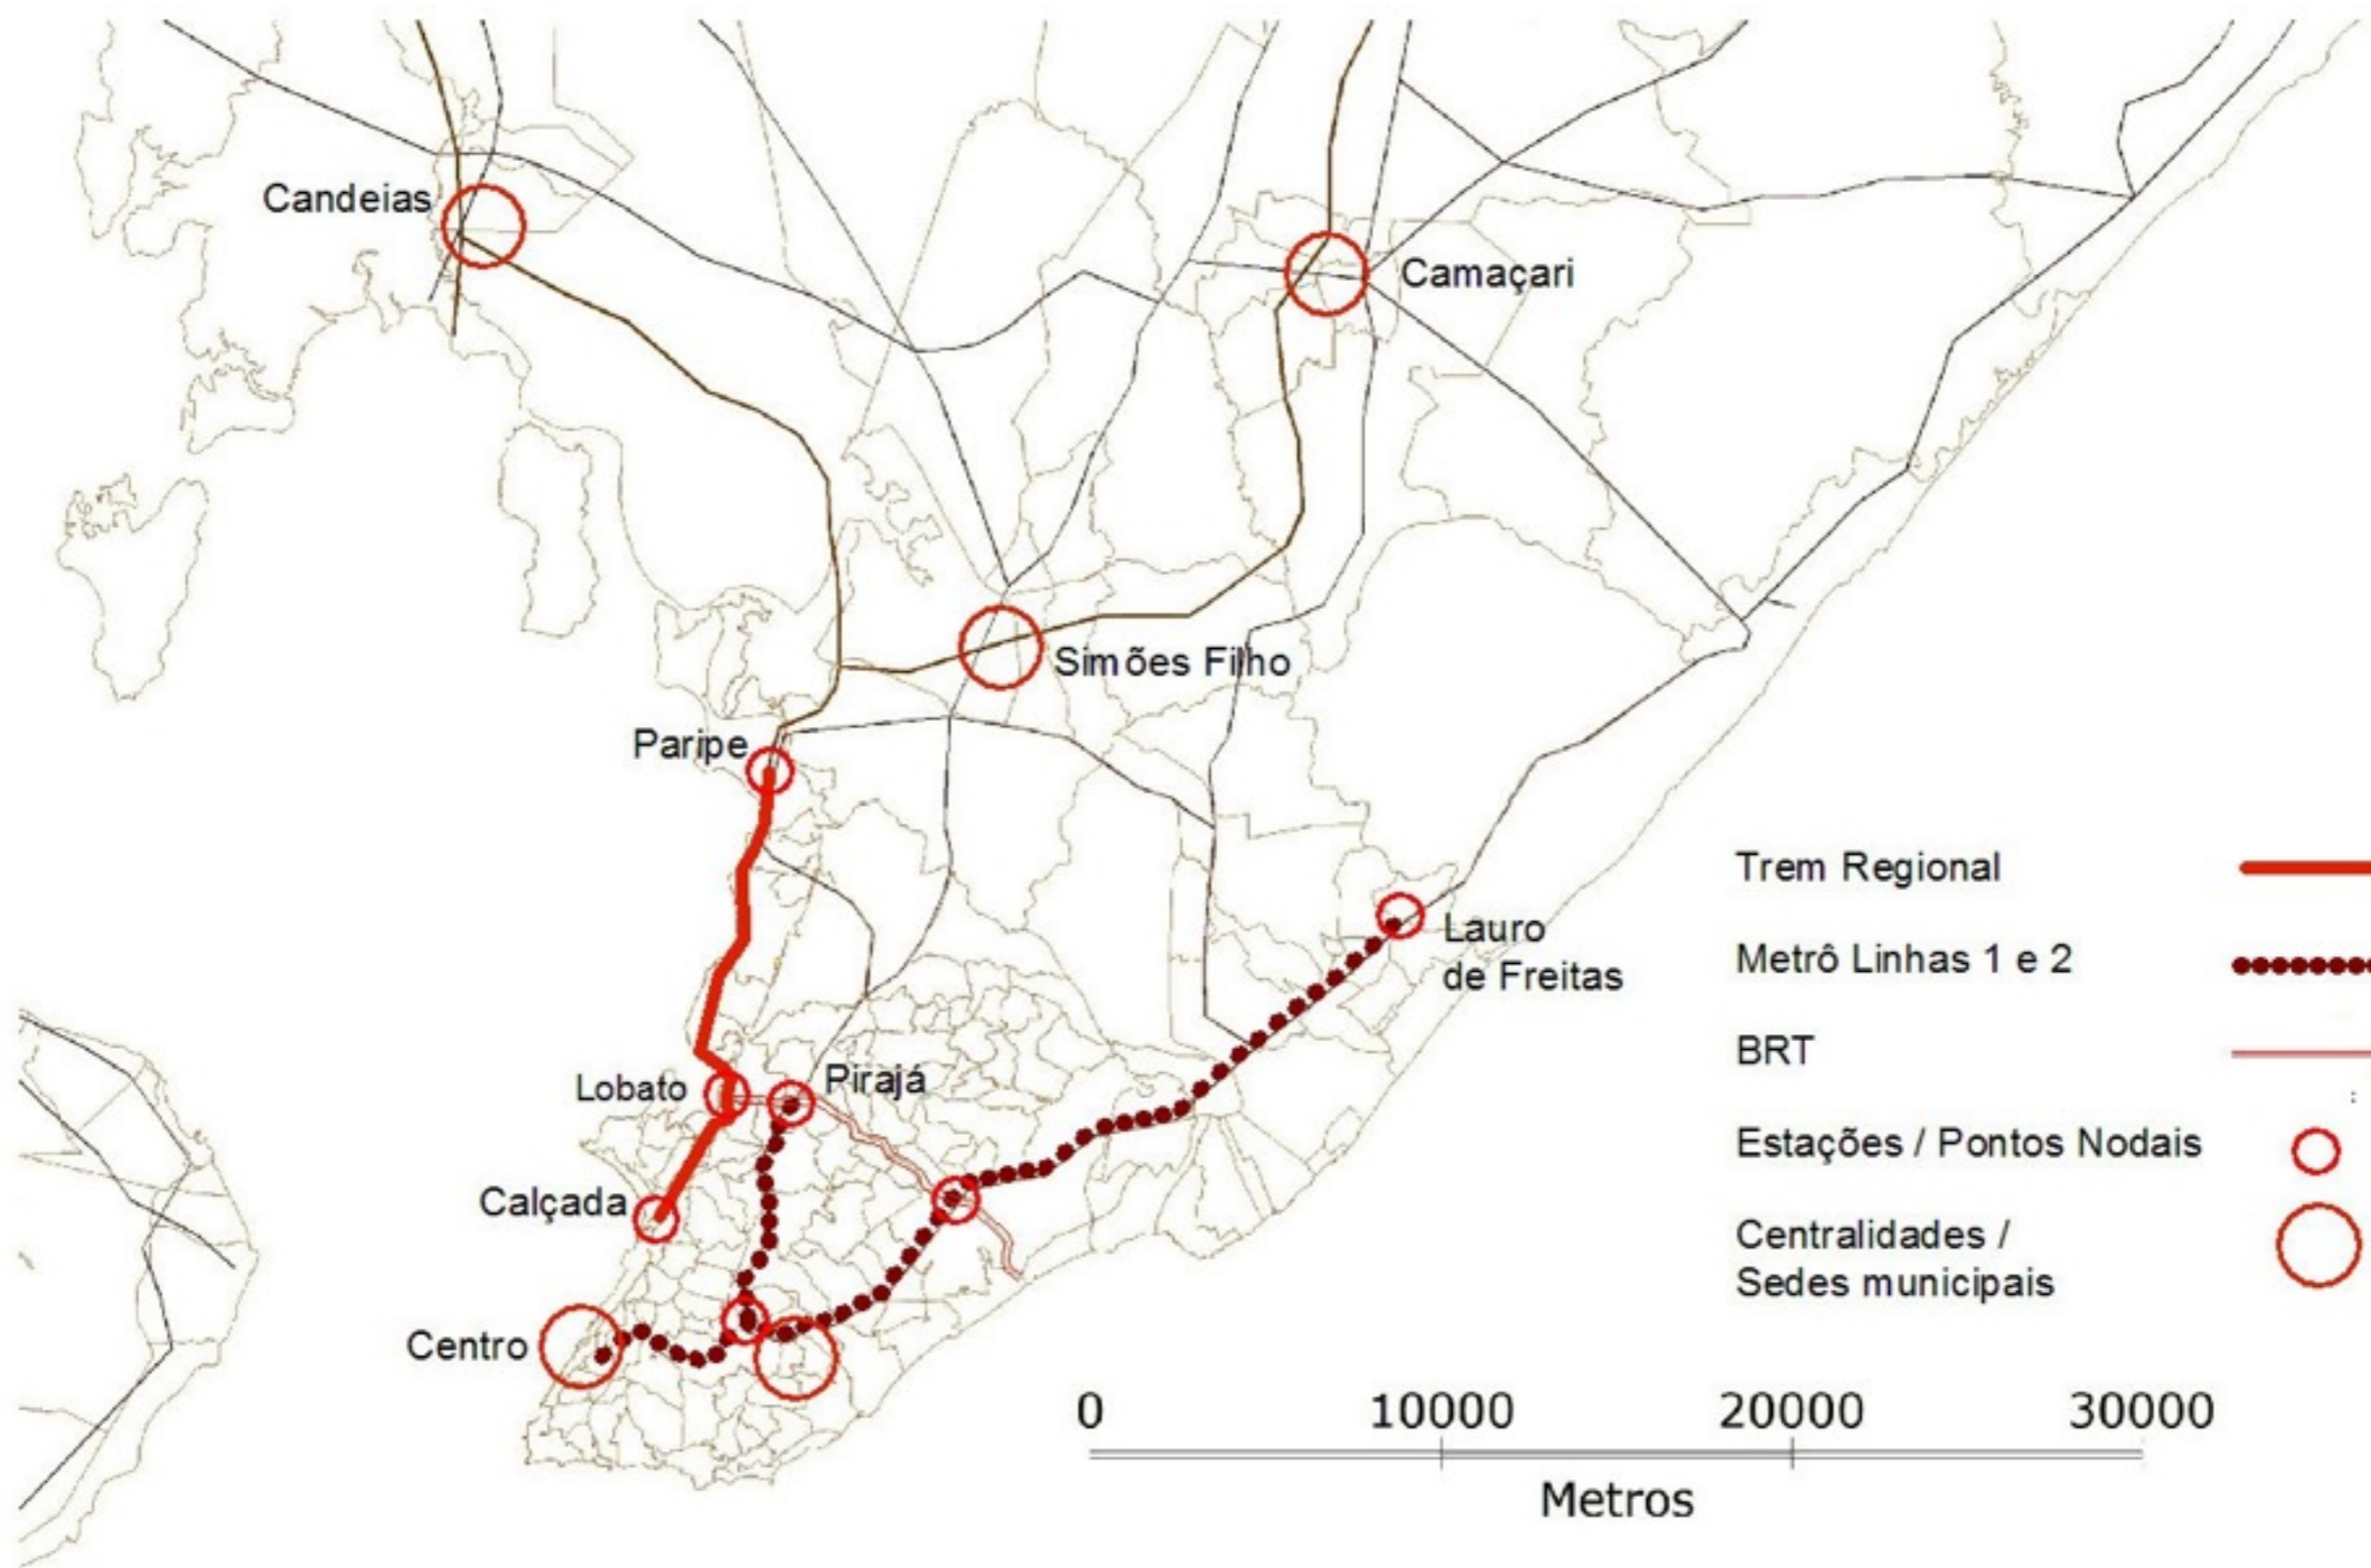 Candeias
Camaçari
Simões Filho
Paripe
Lauro
de Freitas
Lobato
Pirajá
Calçada
Centro
Trem Regional
Metrô Linhas 1 e 2
BRT
Estações / Pontos Nodais
Centralidades /
Sedes municipais
0 10000 20000 30000
Metros